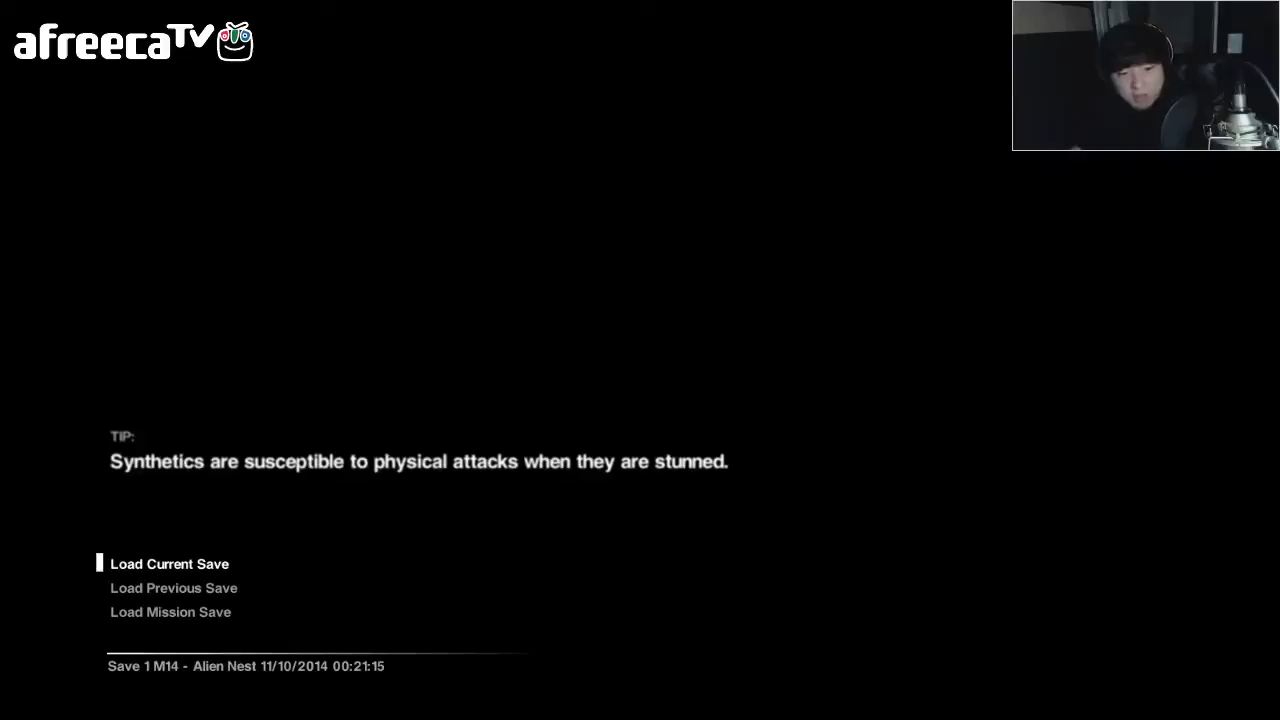 afreecaTV
TIP:
Synthetics are susceptible to physical attacks when they are stunned.
Load Current Save
Load Previous Save
Load Mission Save
Save 1 M14 - Alien Nest 11/10/2014 00:21:15